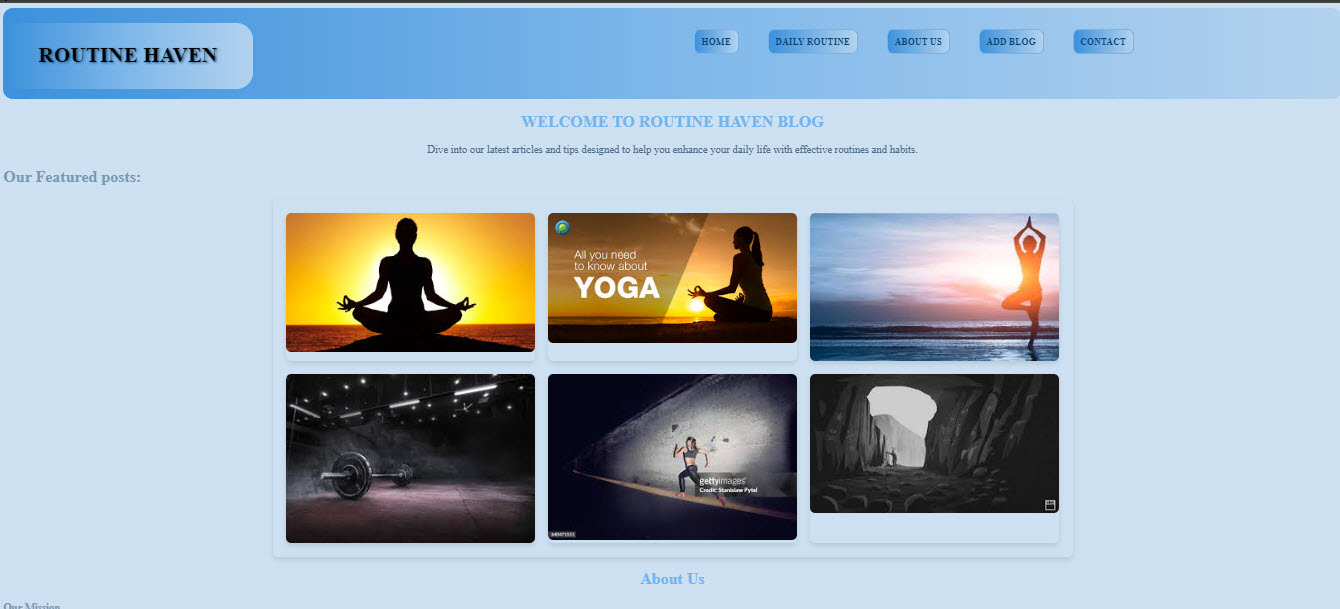 ROUTINE HAVEN
HOME
DAILY ROUTINE
ABOUT US
ADD BLOG
CONTACT
WELCOME TO ROUTINE HAVEN BLOG
Dive into our latest articles and tips designed to help you enhance your daily life with effective routines and habits.
Our Featured posts:
All you need
to know about
YOGA
gettyimages
Credit: Stanislaw Pytel
About Us
Our Mission